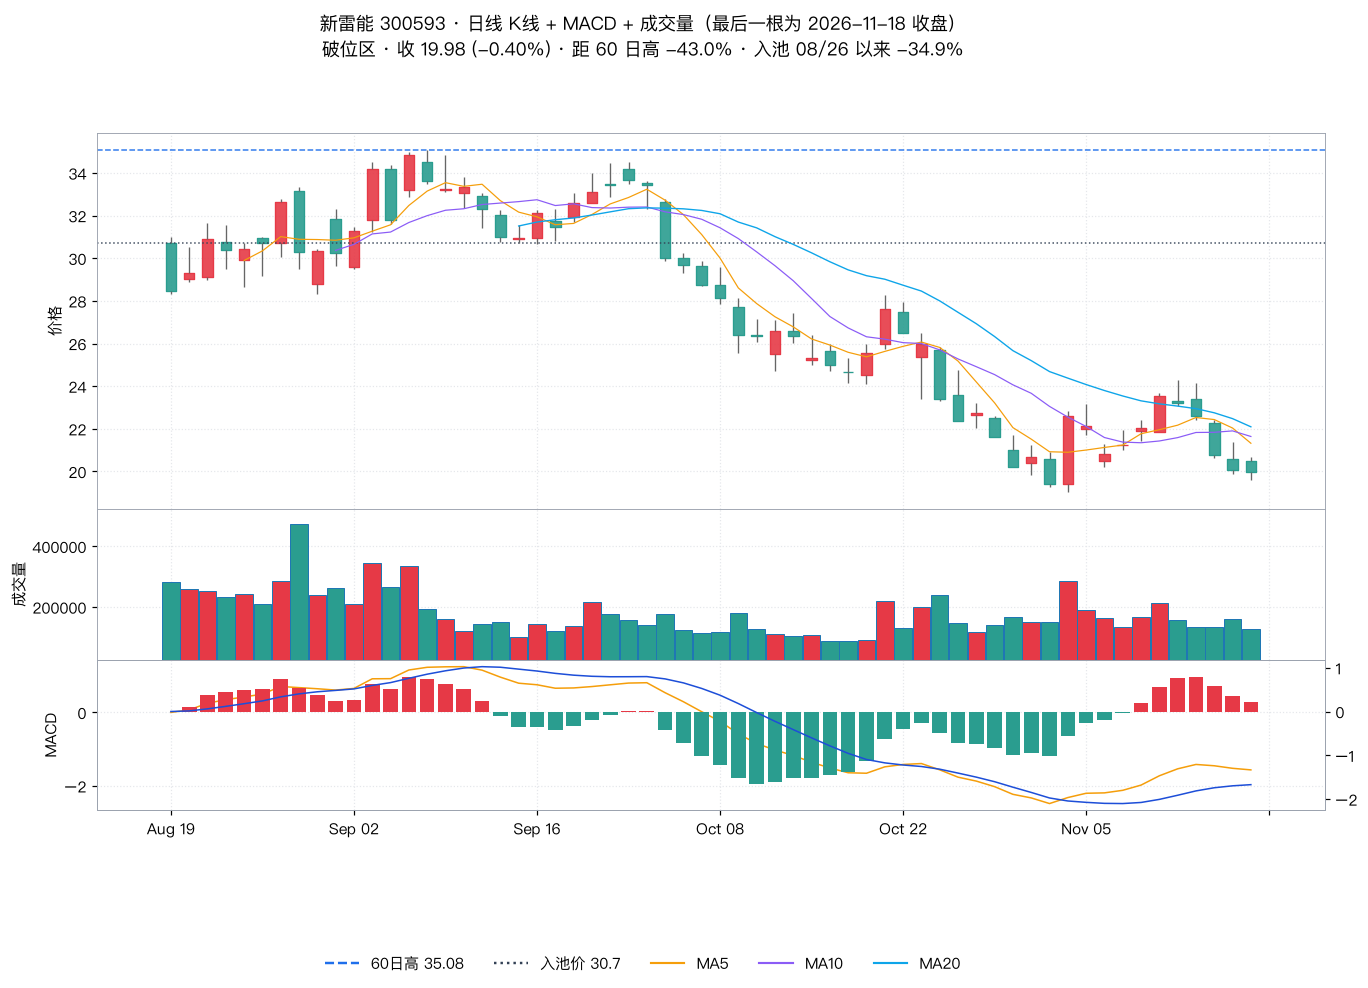 新雷能 300593 · 日线 K线 + MACD + 成交量（最后一根为 2026–11–18 收盘）
破位区 · 收 19.98 (−0.40%) · 距 60 日高 −43.0% · 入池 08/26 以来 −34.9%
34
32
30
28
26
24
22
20
价格
400000
200000
成交量
0
−2
MACD
1
0
−1
−2
Aug 19
Sep 02
Sep 16
Oct 08
Oct 22
Nov 05
60日高 35.08
入池价 30.7
MA5
MA10
MA20